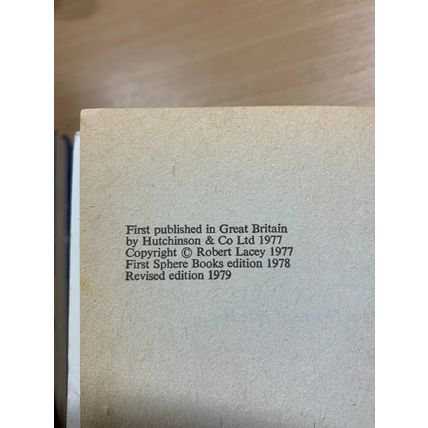 First published in Great Britain
by Hutchinson & Co Ltd 1977
Copyright © Robert Lacey 1977
First Sphere Books edition 1978
Revised edition 1979